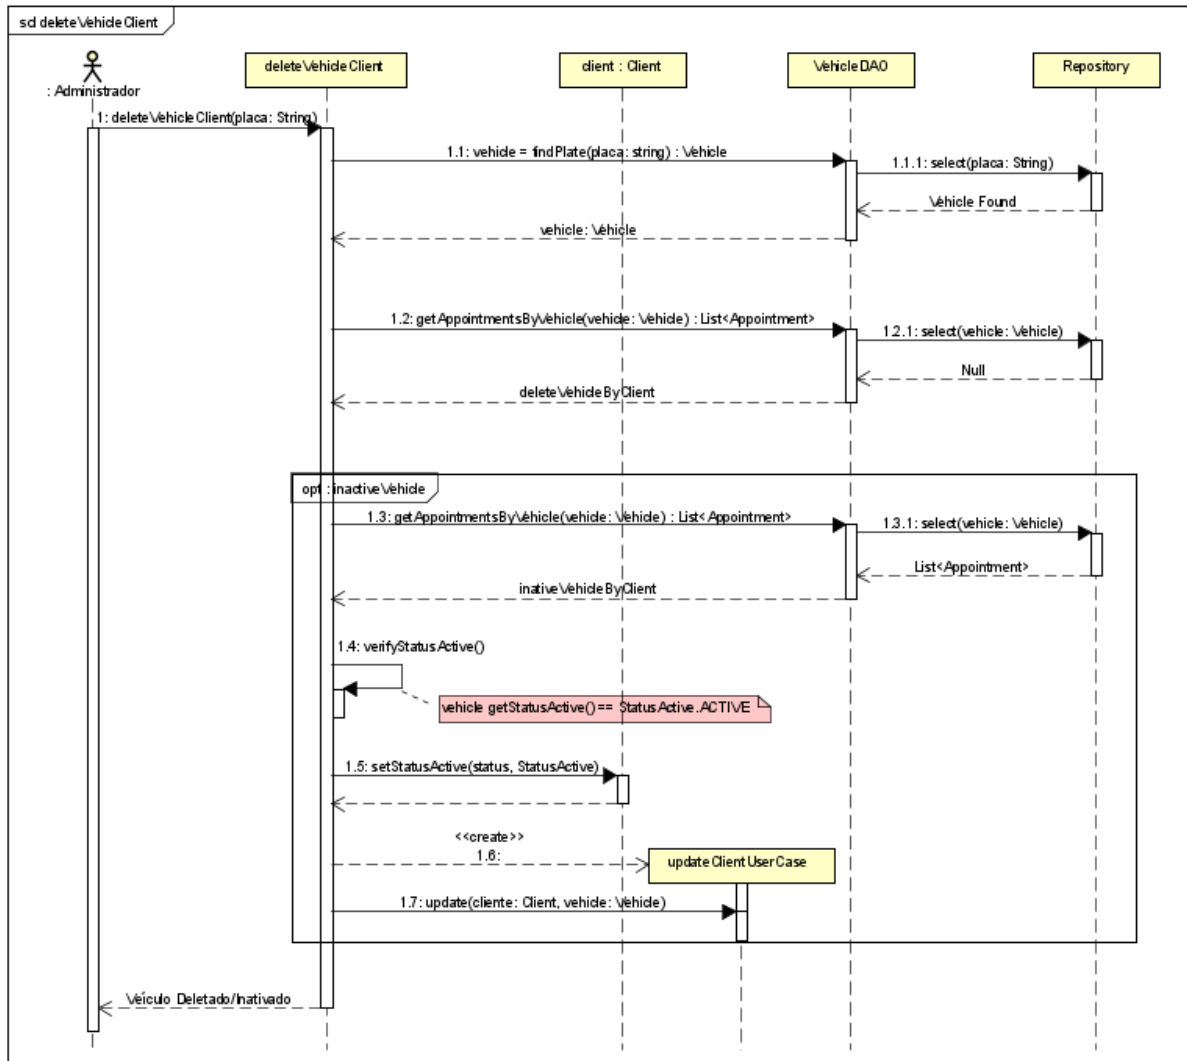 sd deleteVehicleClient
deleteVehicleClient
client : Client
VehicleDAO
Repository
: Administrador
1: deleteVehicleClient(placa: String)
1.1: vehicle = findPlate(placa: string) : Vehicle
1.1.1: select(placa: String)
Vehicle Found
vehicle: Vehicle
1.2: getAppointmentsByVehicle(vehicle: Vehicle) : List<Appointment>
1.2.1: select(vehicle: Vehicle)
Null
deleteVehicleByClient
opt : inactiveVehicle
1.3: getAppointmentsByVehicle(vehicle: Vehicle) : List<Appointment>
1.3.1: select(vehicle: Vehicle)
List<Appointment>
inativeVehicleByClient
1.4: verifyStatusActive()
vehicle getStatusActive()== StatusActive.ACTIVE
1.5: setStatusActive(status, StatusActive)
<<create>>
1.6:
updateClientUserCase
1.7: update(cliente: Client, vehicle: Vehicle)
Veículo Deletado/Inativado